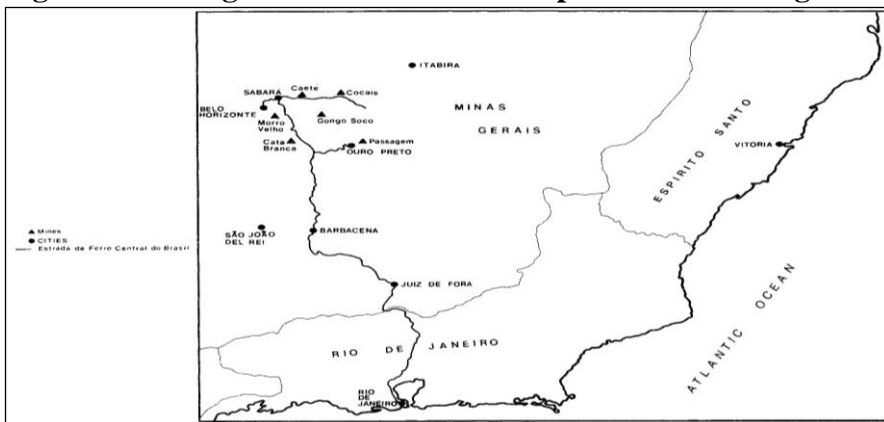 ITABIRA
SABARÁ
Caete
Cocais
BELO
HORIZONTE
Morro
Velho
Gongo Soco
MINAS
GERAIS
Cata
Branca
Passagem
OURO PRETO
ESPIRITO SANTO
VITORIA
Mines
CITIES
Estrada de Ferro Central do Brasil
SÃO JOÃO
DEL REI
BARBACENA
JUIZ DE FORA
RIO DE JANEIRO
ATLANTIC OCEAN
RIO
DE
JANEIRO